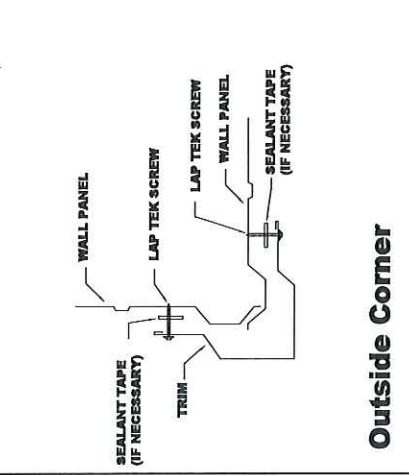 WALL PANEL
LAP TEK SCREW
SEALANT TAPE
(IF NECESSARY)
TRIM
LAP TEK SCREW
WALL PANEL
SEALANT TAPE
(IF NECESSARY)
Outside Corner